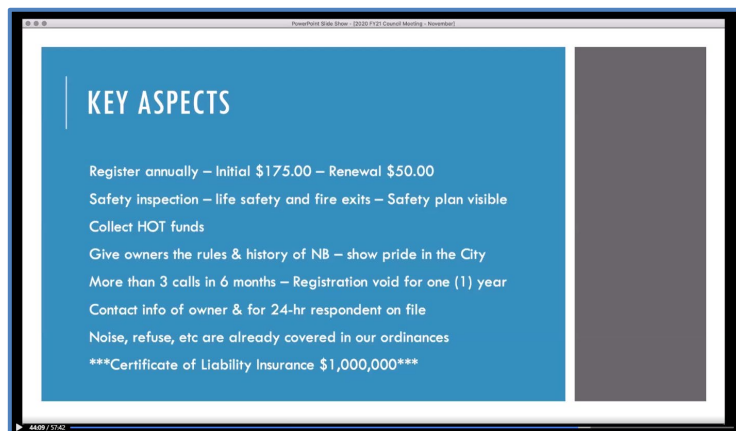 PowerPoint Slide Show - [2020 FY21 Council Meeting - November]
KEY ASPECTS
Register annually – Initial $175.00 – Renewal $50.00
Safety inspection – life safety and fire exits – Safety plan visible
Collect HOT funds
Give owners the rules & history of NB – show pride in the City
More than 3 calls in 6 months – Registration void for one (1) year
Contact info of owner & for 24-hr respondent on file
Noise, refuse, etc are already covered in our ordinances
***Certificate of Liability Insurance $1,000,000***
44:09 / 57:42